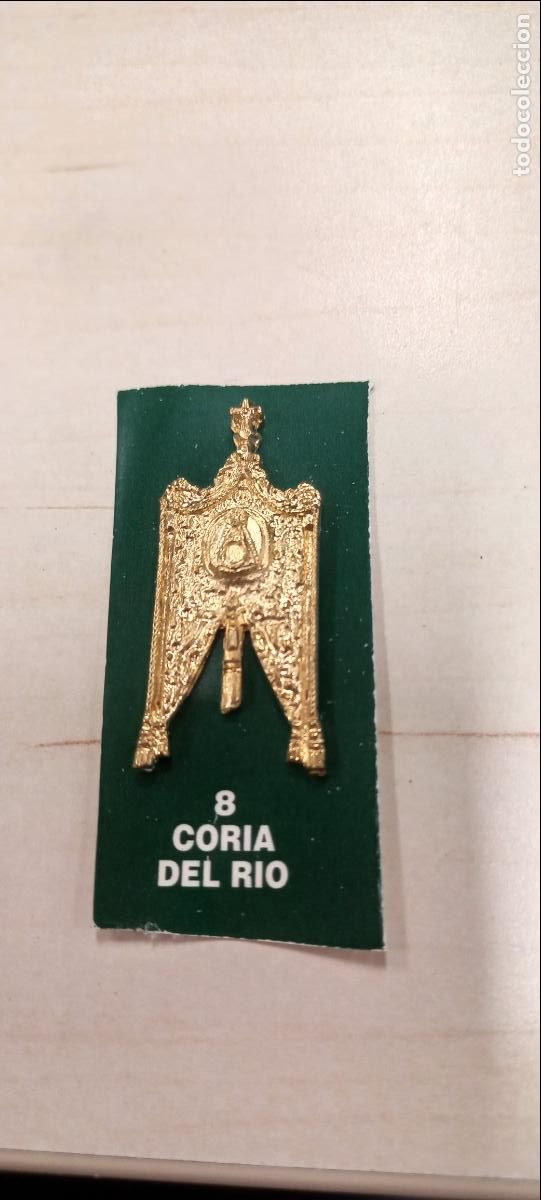 todocoleccion
8
CORIA
DEL RIO